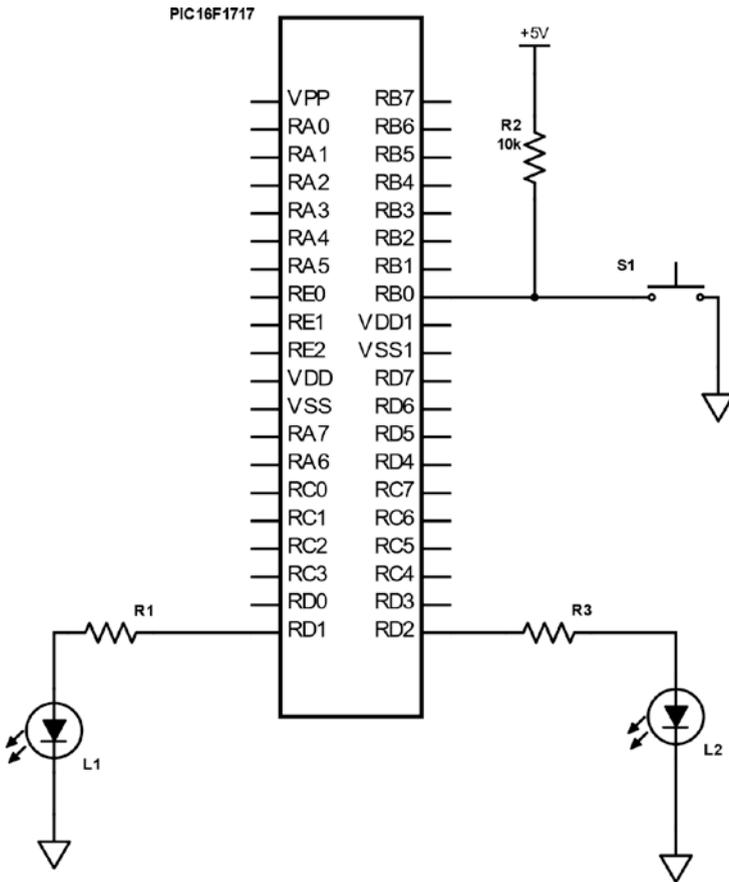 PIC16F1717
+5V
VPP RB7
RA0 RB6
R2
10k
RA1 RB5
RA2 RB4
RA3 RB3
RA4 RB2
RA5 RB1
S1
RE0 RB0
RE1 VDD1
RE2 VSS1
VDD RD7
VSS RD6
RA7 RD5
RA6 RD4
RC0 RC7
RC1 RC6
RC2 RC5
RC3 RC4
RD0 RD3
R1
R3
RD1 RD2
L1
L2